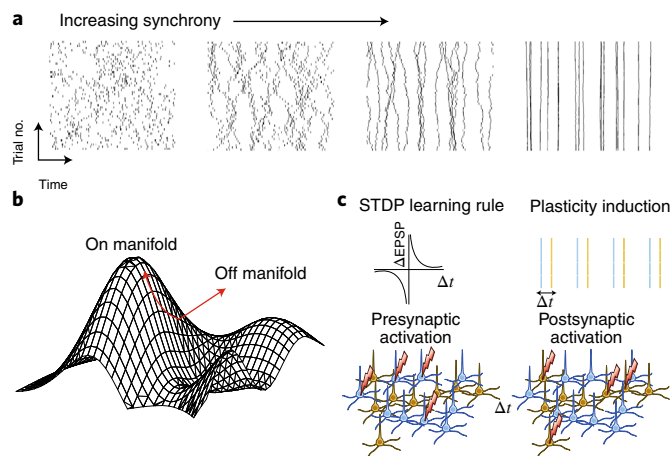 a
Increasing synchrony
Trial no.
Time
b
On manifold
Off manifold
c
STDP learning rule
ΔEPSP
Δt
Plasticity induction
Δt
Presynaptic
activation
Δt
Postsynaptic
activation